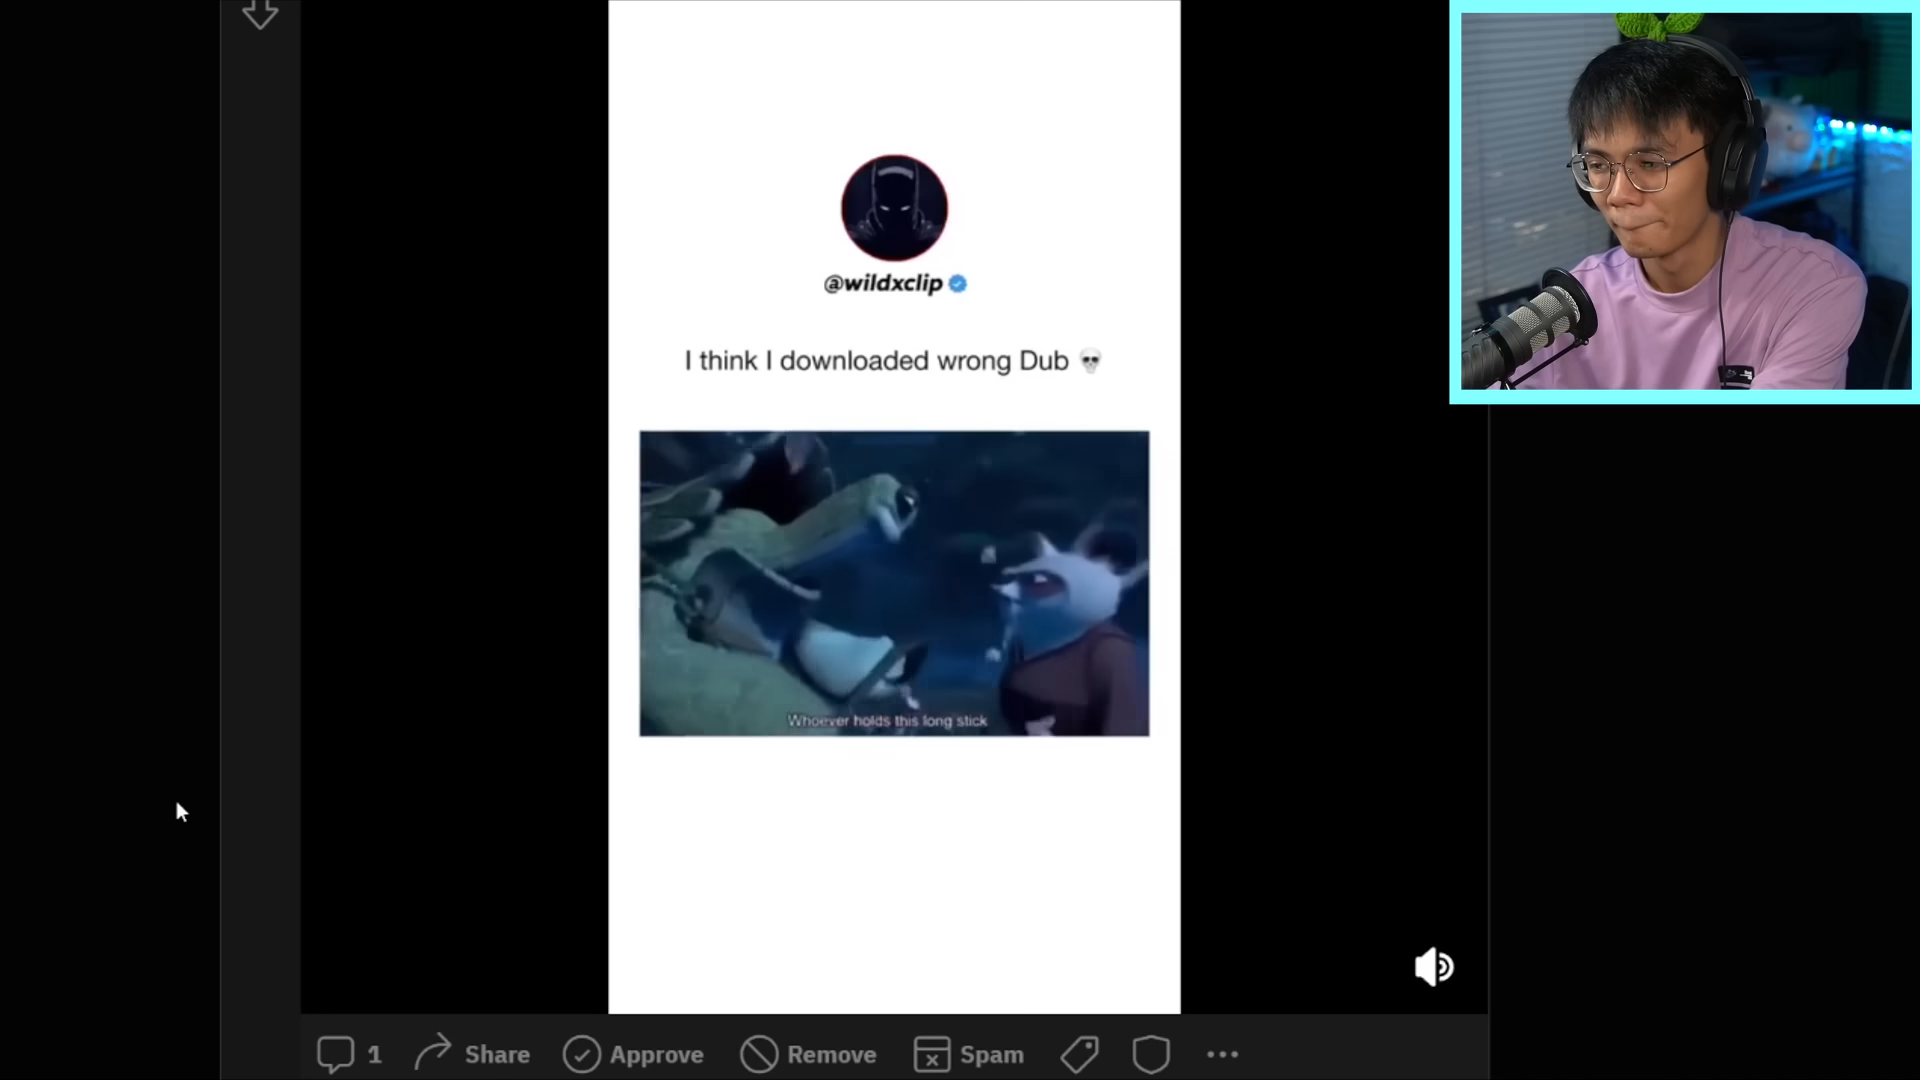 @wildxclip
I think I downloaded wrong Dub 💀
Whoever holds this long stick
1 Share Approve Remove Spam